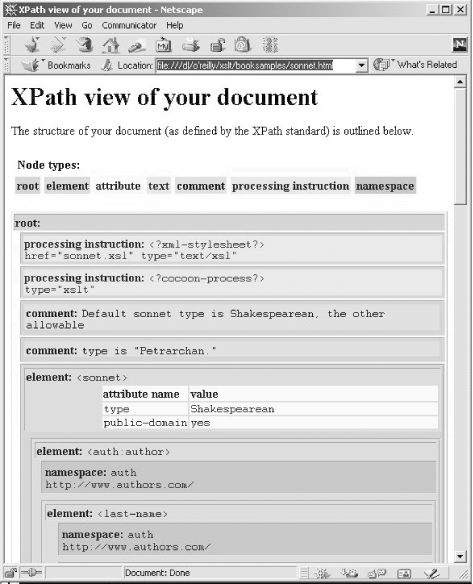 XPath view of your document - Netscape
File Edit View Go Communicator Help
Bookmarks Location: file:///d|/o'reilly/xslt/booksamples/sonnet.htm What's Related
XPath view of your document
The structure of your document (as defined by the XPath standard) is outlined below.
Node types:
root element attribute text comment processing instruction namespace
root:
processing instruction: <?xml-stylesheet?>
href="sonnet.xsl" type="text/xsl"
processing instruction: <?cocoon-process?>
type="xslt"
comment: Default sonnet type is Shakespearean, the other
allowable
comment: type is "Petrarchan."
element: <sonnet>
attribute name value
type Shakespearean
public-domain yes
element: <auth:author>
namespace: auth
http://www.authors.com/
element: <last-name>
namespace: auth
http://www.authors.com/
Document: Done